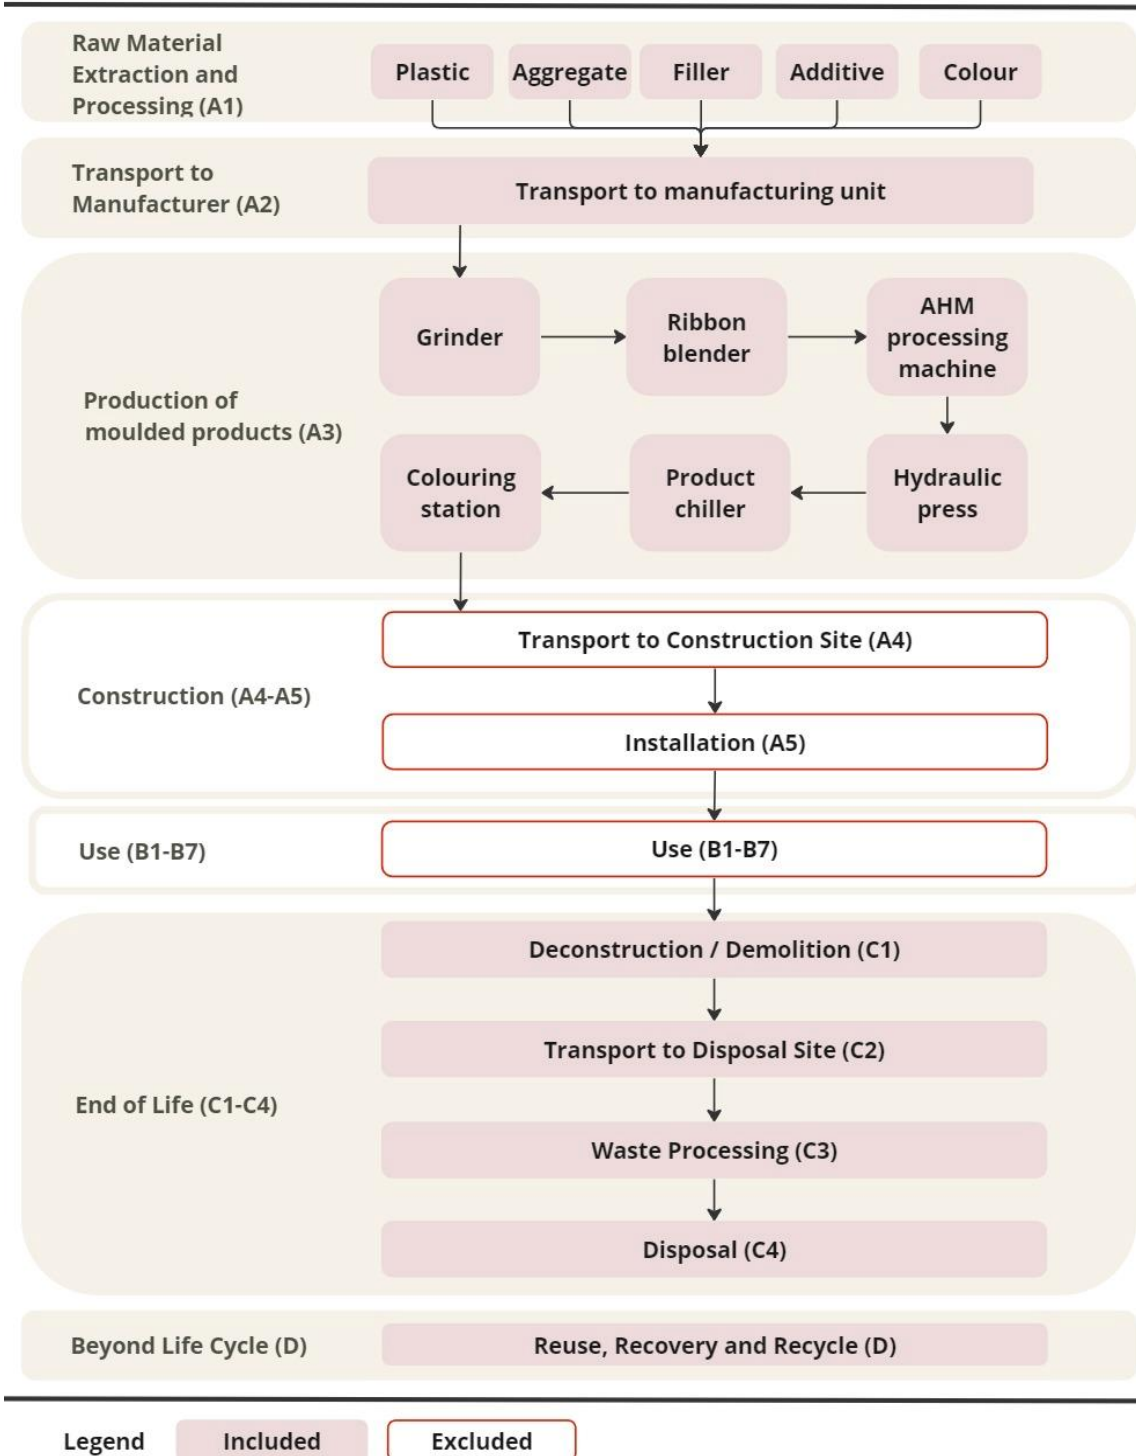 Raw Material
Extraction and
Processing (A1)
Plastic
Aggregate
Filler
Additive
Colour
Transport to
Manufacturer (A2)
Transport to manufacturing unit
Production of
moulded products (A3)
Grinder
Ribbon
blender
AHM
processing
machine
Colouring
station
Product
chiller
Hydraulic
press
Construction (A4-A5)
Transport to Construction Site (A4)
Installation (A5)
Use (B1-B7)
Use (B1-B7)
End of Life (C1-C4)
Deconstruction / Demolition (C1)
Transport to Disposal Site (C2)
Waste Processing (C3)
Disposal (C4)
Beyond Life Cycle (D)
Reuse, Recovery and Recycle (D)
Legend
Included
Excluded